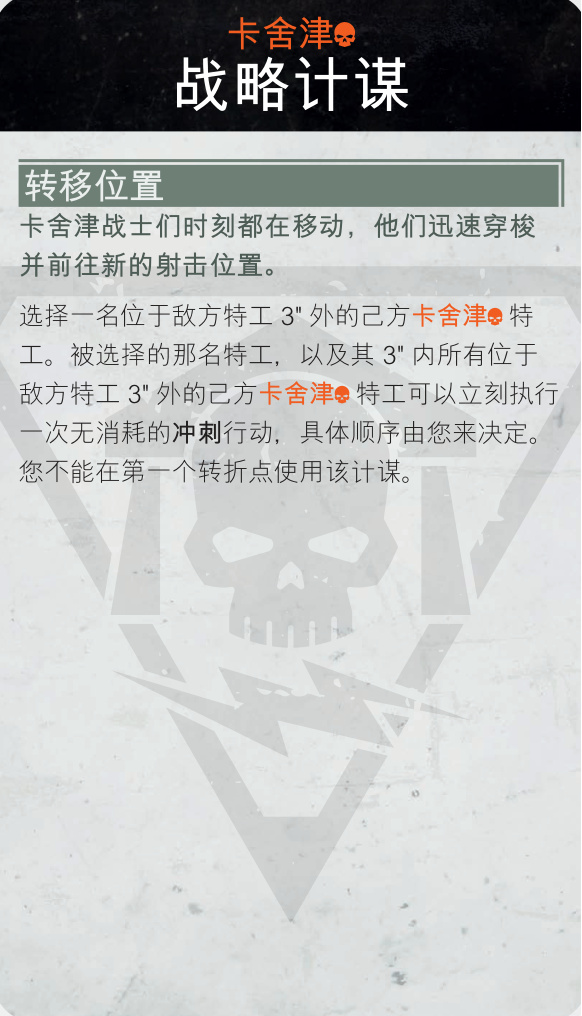 卡舍津
战略计谋
转移位置
卡舍津战士们时刻都在移动，他们迅速穿梭
并前往新的射击位置。
选择一名位于敌方特工 3" 外的己方卡舍津 特
工。被选择的那名特工，以及其 3" 内所有位于
敌方特工 3" 外的己方卡舍津 特工可以立刻执行
一次无消耗的冲刺行动，具体顺序由您来决定。
您不能在第一个转折点使用该计谋。